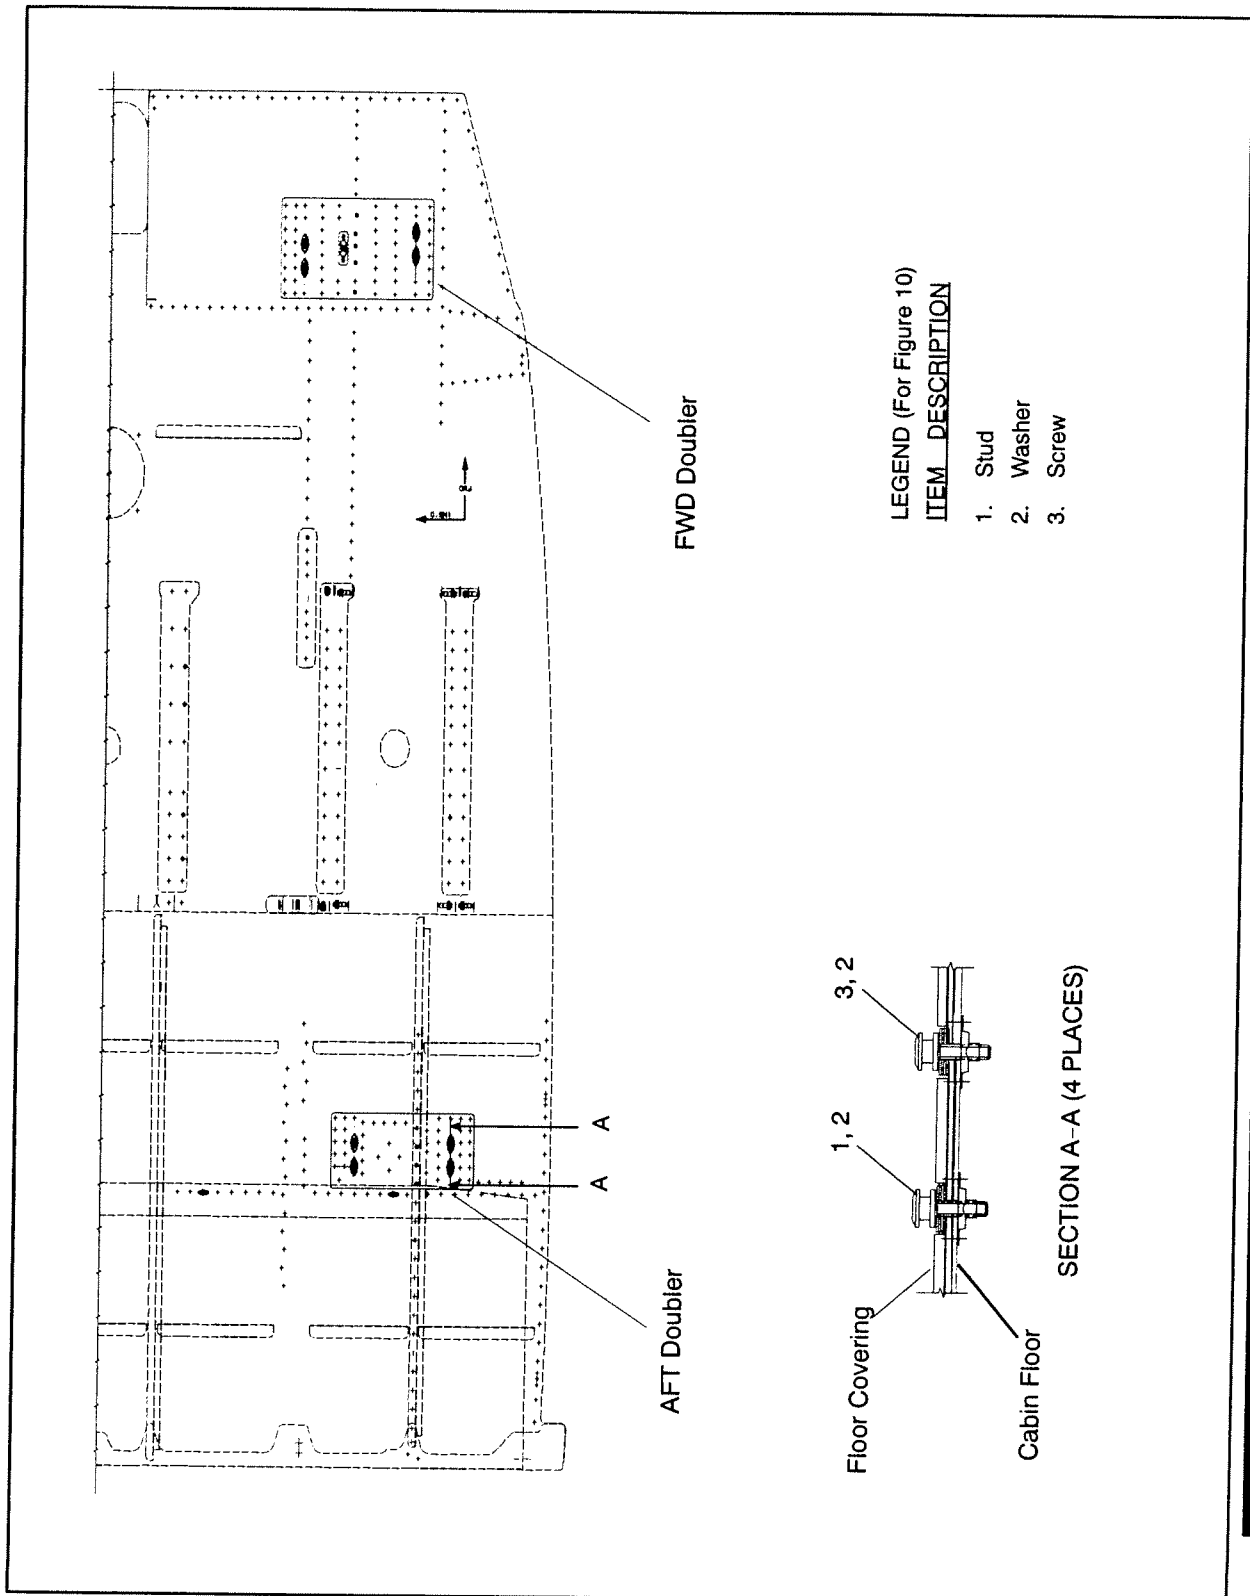 FWD Doubler
AFT Doubler
A
A
LEGEND (For Figure 10)
ITEM DESCRIPTION
1. Stud
2. Washer
3. Screw
1, 2
3, 2
Floor Covering
Cabin Floor
SECTION A–A (4 PLACES)